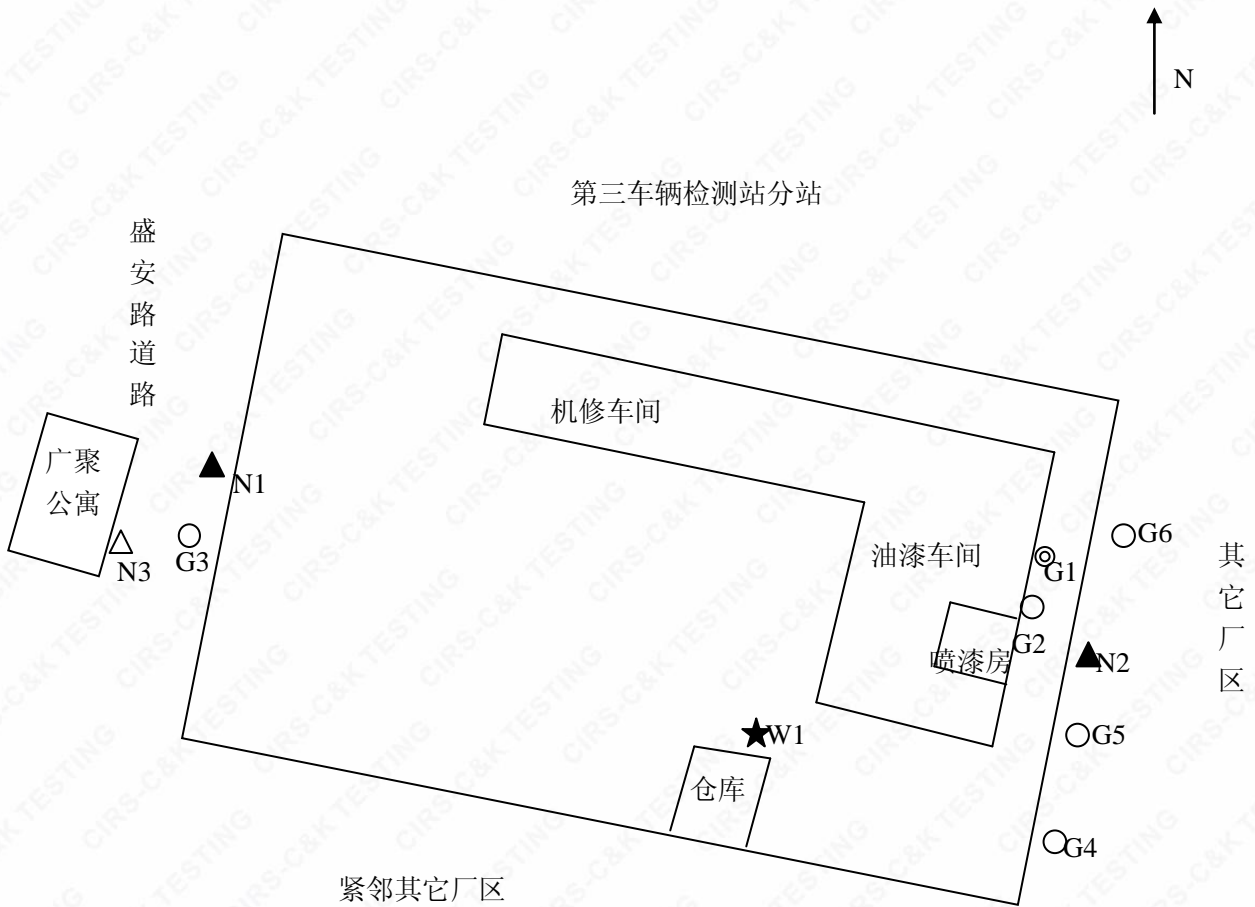 N
第三车辆检测站分站
盛安路道路
机修车间
广聚
公寓
N1
N3
G3
油漆车间
G1
G6
其它厂区
G2
喷漆房
N2
W1
G5
仓库
G4
紧邻其它厂区
CIRS-C&K TESTING